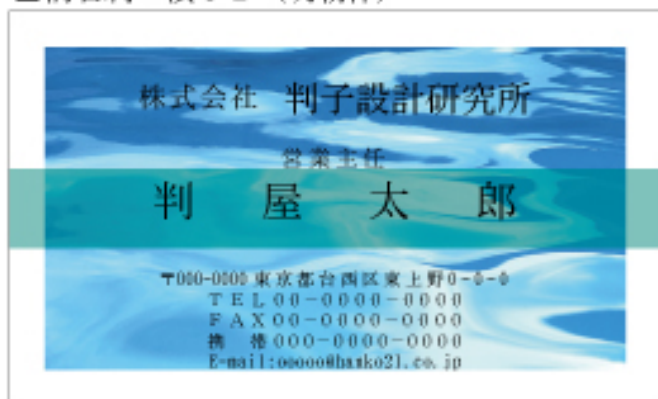 株式会社 判子設計研究所
営業主任
判 屋 太 郎
〒000-0000 東京都台西区東上野0-0-0
TEL00-0000-0000
FAX00-0000-0000
携 帯000-0000-0000
E-mail:ooooo@hanko21.co.jp